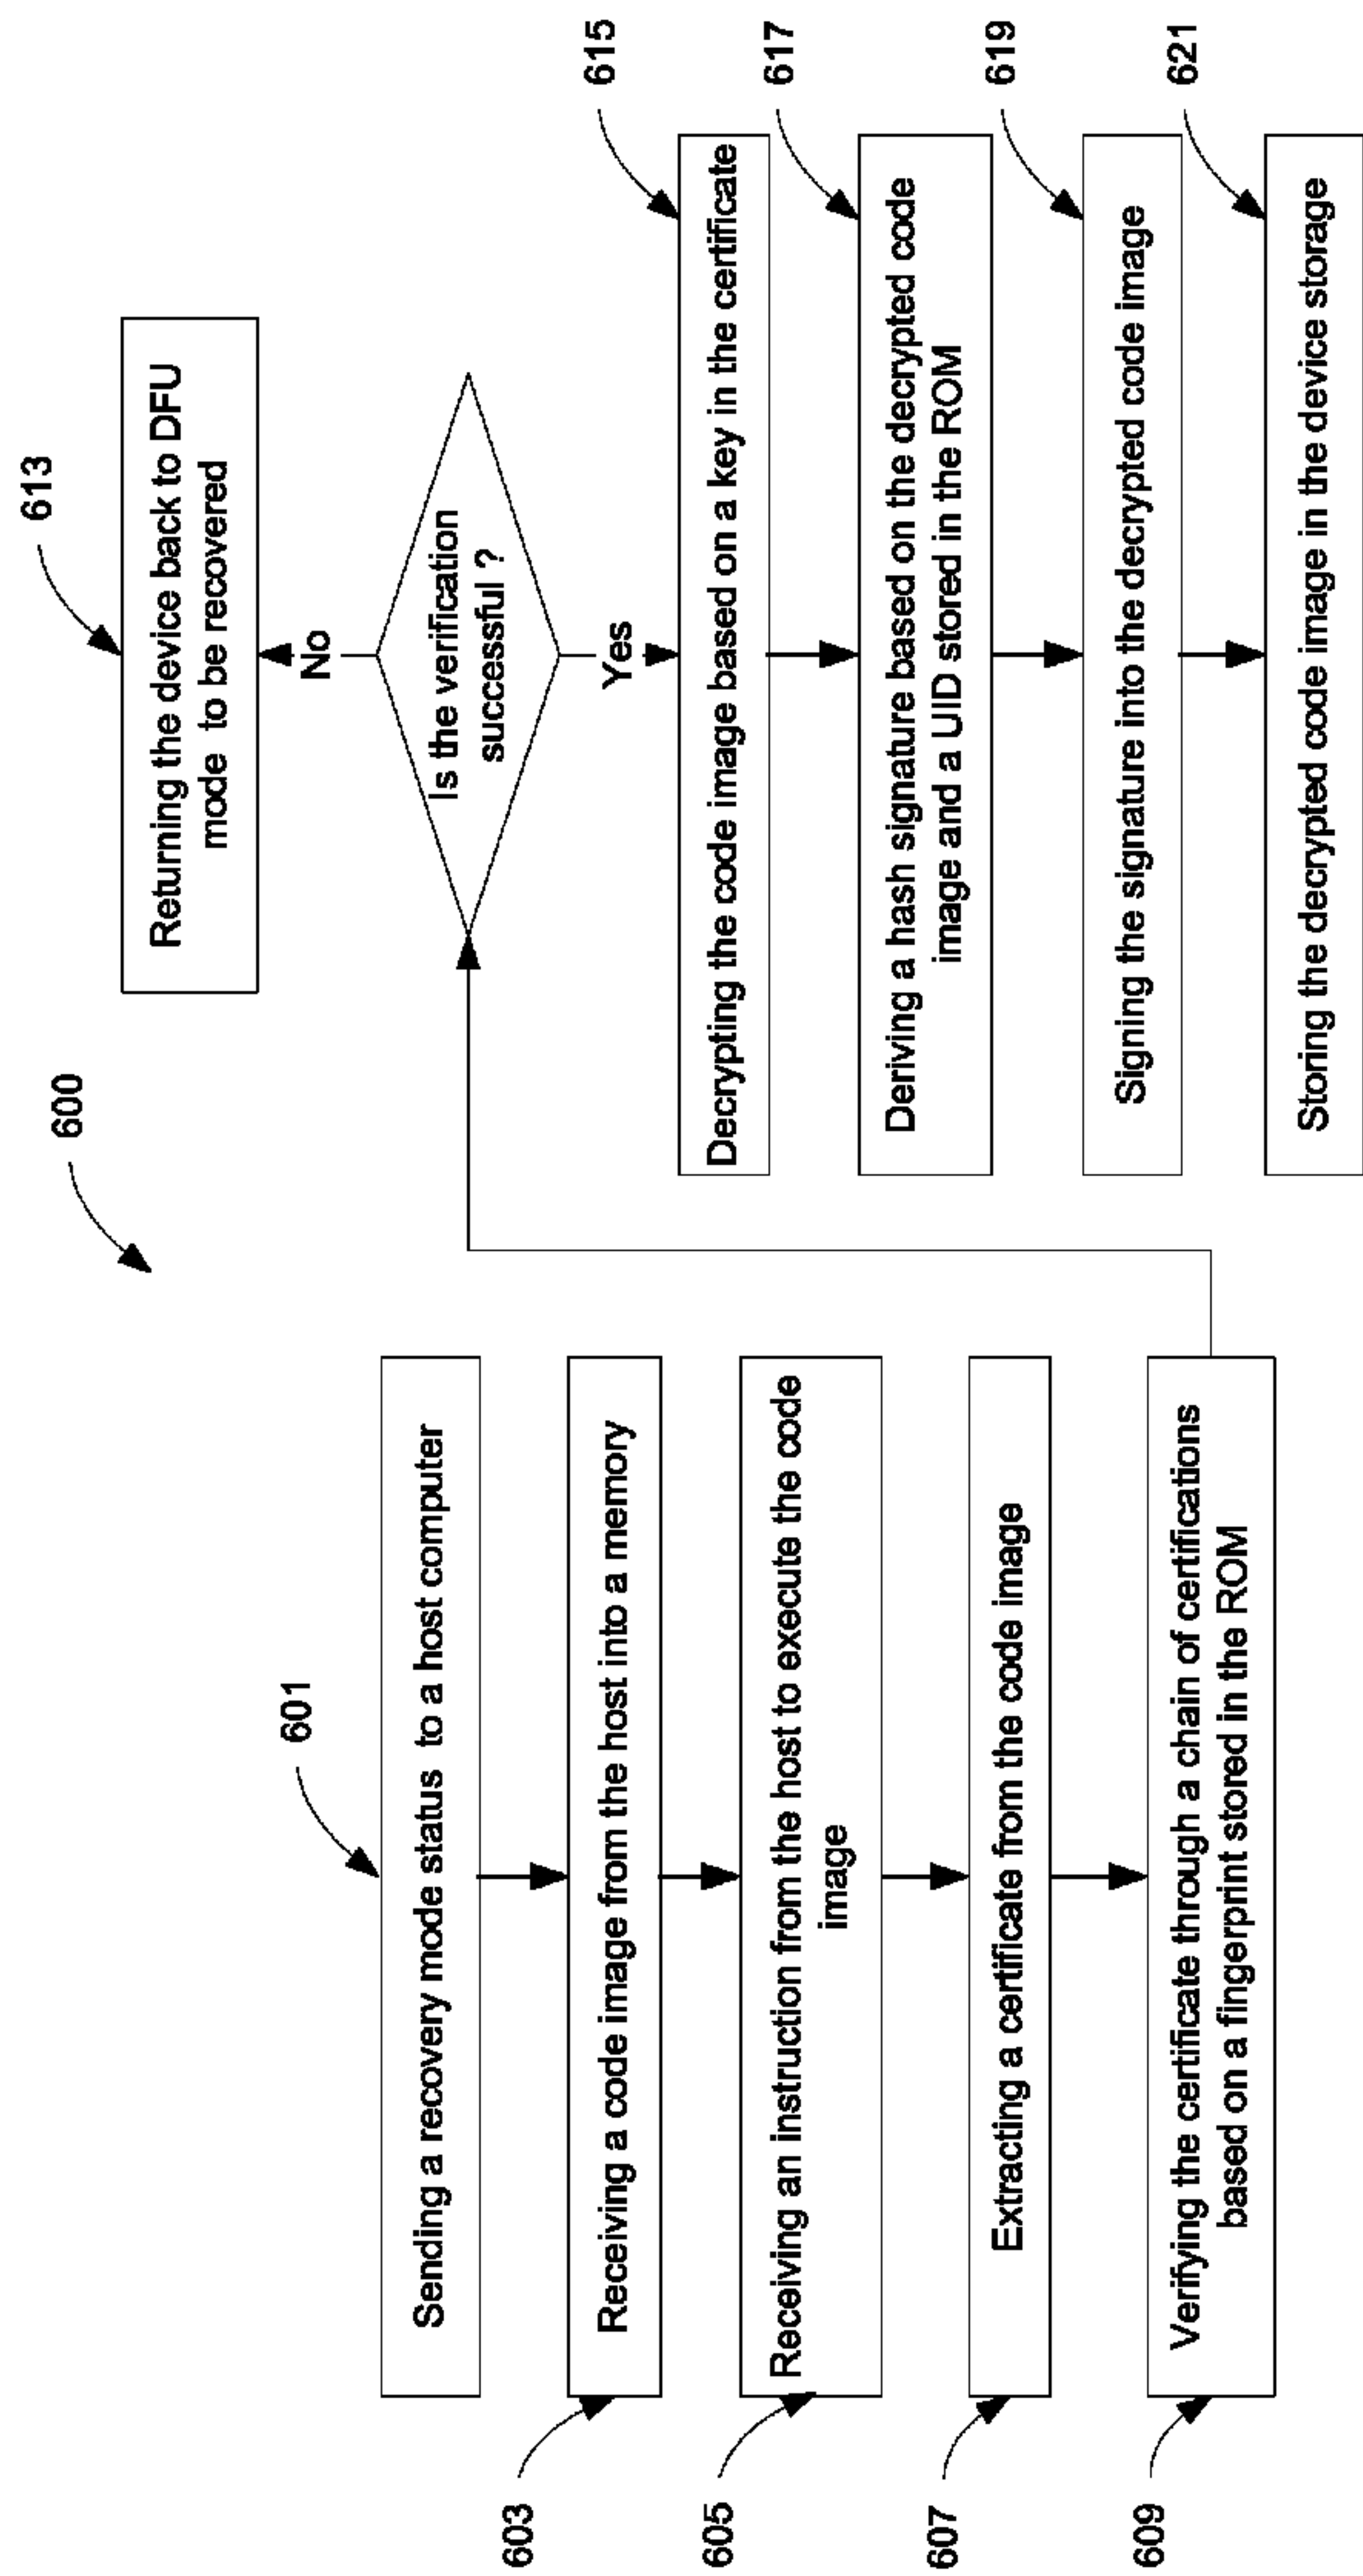 600
601
Sending a recovery mode status to a host computer
603
Receiving a code image from the host into a memory
605
Receiving an instruction from the host to execute the code
image
607
Extracting a certificate from the code image
609
Verifying the certificate through a chain of certifications
based on a fingerprint stored in the ROM
613
Returning the device back to DFU
mode to be recovered
No
Is the verification
successful ?
Yes
615
Decrypting the code image based on a key in the certificate
617
Deriving a hash signature based on the decrypted code
image and a UID stored in the ROM
619
Signing the signature into the decrypted code image
621
Storing the decrypted code image in the device storage